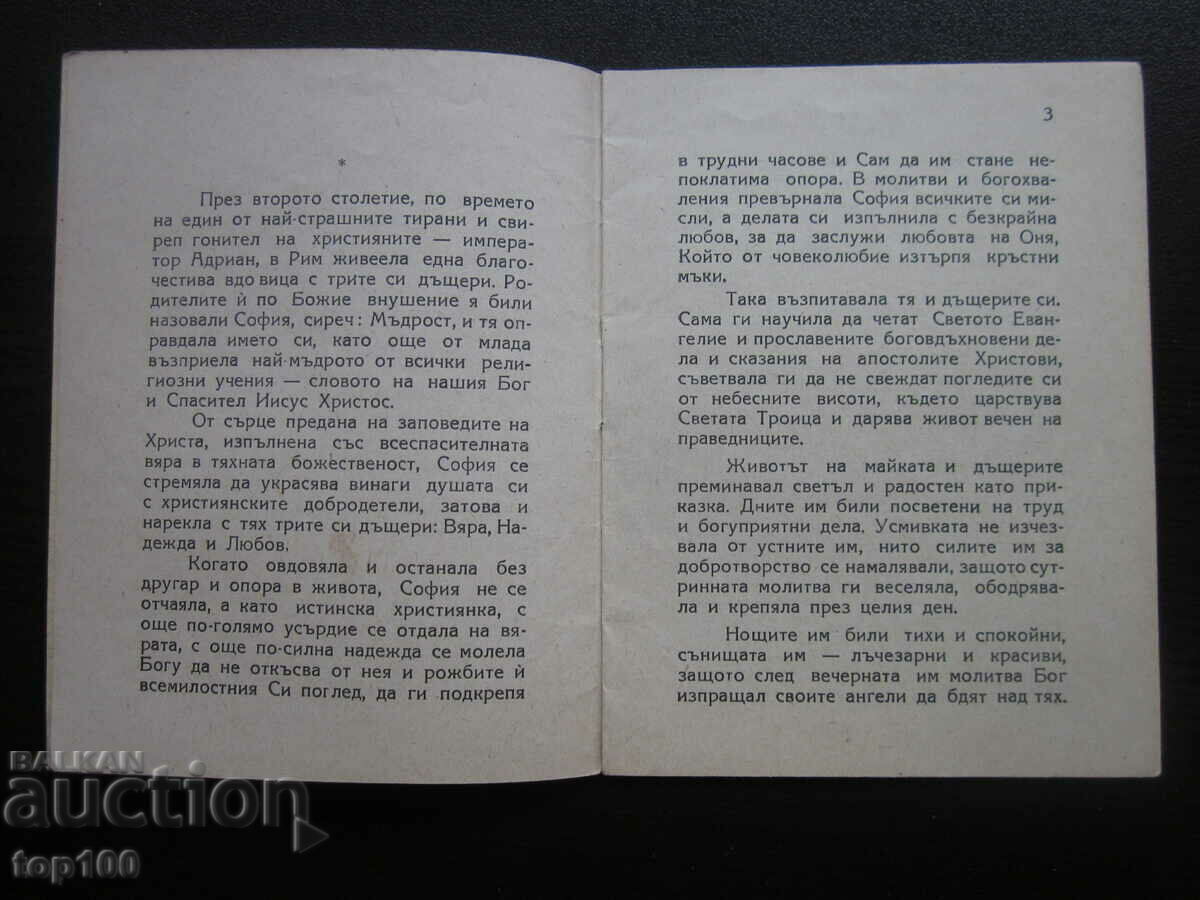 *
През второто столетие, по времето
на един от най-страшните тирани и сви-
реп гонител на християните — импера-
тор Адриан, в Рим живеела една благо-
честива вдовица с трите си дъщери. Ро-
дителите ѝ по Божие внушение я били
назовали София, сиреч: Мъдрост, и тя оп-
равдала името си, като още от млада
възприела най-мъдрото от всички рели-
гиозни учения — словото на нашия Бог
и Спасител Иисус Христос.
От сърце предана на заповедите на
Христа, изпълнена със всеспасителната
вяра в тяхната божественост, София се
стремяла да украсява винаги душата си
с християнските добродетели, затова и
нарекла с тях трите си дъщери: Вяра, На-
дежда и Любов.
Когато овдовяла и останала без
другар и опора в живота, София не се
отчаяла, а като истинска християнка, с
още по-голямо усърдие се отдала на вя-
рата, с още по-силна надежда се молела
Богу да не откъсва от нея и рожбите ѝ
всемилостния Си поглед, да ги подкрепя
3
в трудни часове и Сам да им стане не-
поклатима опора. В молитви и богохва-
ления превърнала София всичките си ми-
сли, а делата си изпълнила с безкрайна
любов, за да заслужи любовта на Оня,
Който от човеколюбие изтърпя кръстни
мъки.
Така възпитавала тя и дъщерите си.
Сама ги научила да четат Светото Еван-
гелие и прославените боговдъхновени де-
ла и сказания на апостолите Христови,
съветвала ги да не свеждат погледите си
от небесните висоти, където царствува
Светата Троица и дарява живот вечен на
праведниците.
Животът на майката и дъщерите
преминавал светъл и радостен като при-
казка. Дните им били посветени на труд
и богуприятни дела. Усмивката не изчез-
вала от устните им, нито силите им за
добротворство се намалявали, защото сут-
ринната молитва ги веселяла, ободрява-
ла и крепяла през целия ден.
Нощите им били тихи и спокойни,
сънищата им — лъчезарни и красиви,
защото след вечерната им молитва Бог
изпращал своите ангели да бдят над тях.
BALKAN
auction
top100